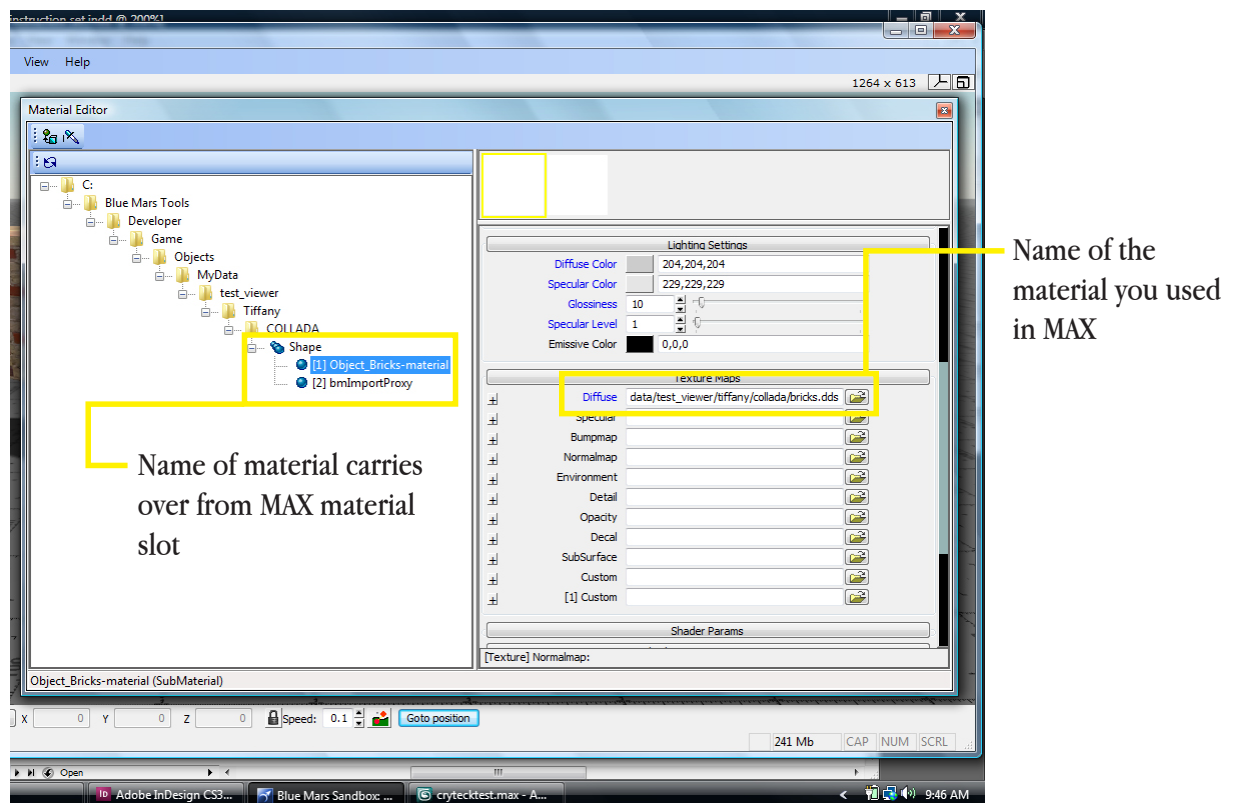 instruction set.indd @ 200%]
View Help
1264 x 613
Material Editor
C:
Blue Mars Tools
Developer
Game
Objects
MyData
test_viewer
Tiffany
COLLADA
Shape
[1] Object_Bricks-material
[2] bmImportProxy
Name of material carries
over from MAX material
slot
Lighting Settings
Diffuse Color 204,204,204
Specular Color 229,229,229
Glossiness 10
Specular Level 1
Emissive Color 0,0,0
Texture Maps
Diffuse data/test_viewer/tiffany/collada/bricks.dds
Specular
Bumpmap
Normalmap
Environment
Detail
Opacity
Decal
SubSurface
Custom
[1] Custom
Shader Params
[Texture] Normalmap:
Name of the
material you used
in MAX
Object_Bricks-material (SubMaterial)
X 0 Y 0 Z 0 Speed: 0.1 Goto position
241 Mb CAP NUM SCRL
Open
Adobe InDesign CS3... Blue Mars Sandbox: ... crytecktest.max - A... 9:46 AM